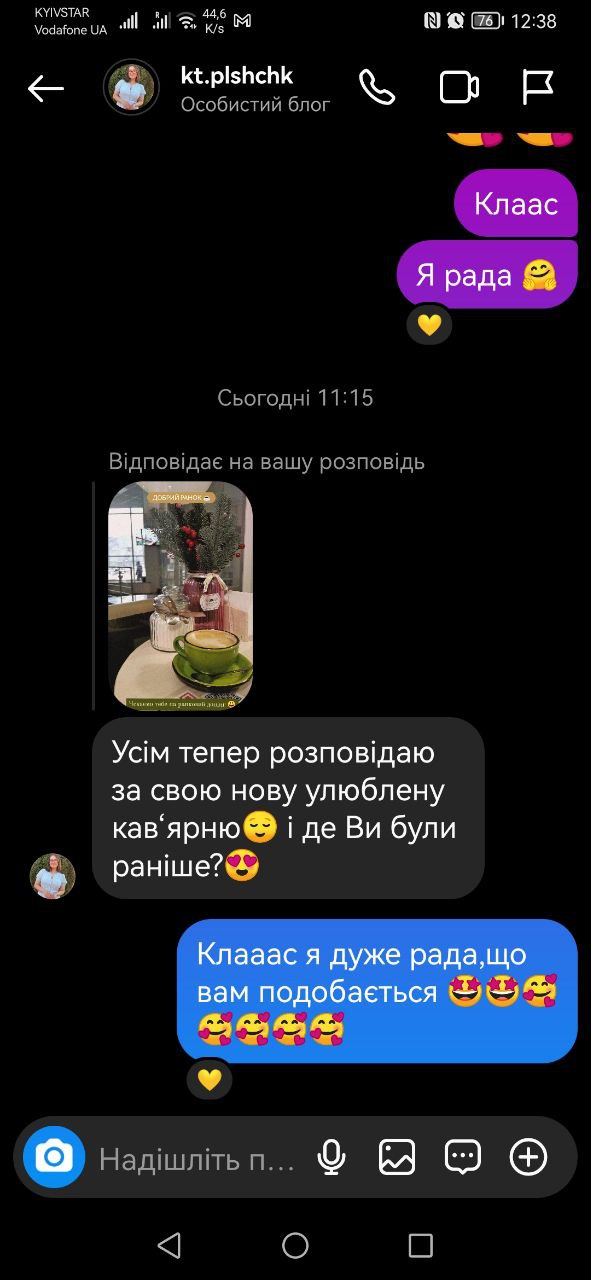 KYIVSTAR
Vodafone UA
44,6
K/s
76
12:38
kt.plshchk
Особистий блог
Клаас
Я рада 🤗
💛
Сьогодні 11:15
Відповідає на вашу розповідь
ДОБРИЙ РАНОК ☕
Усім тепер розповідаю
за свою нову улюблену
кав‘ярню😌 і де Ви були
раніше?😍
Клааас я дуже рада,що
вам подобається 🤩🤩🥰
🥰🥰🥰🥰
💛
Надішліть п...